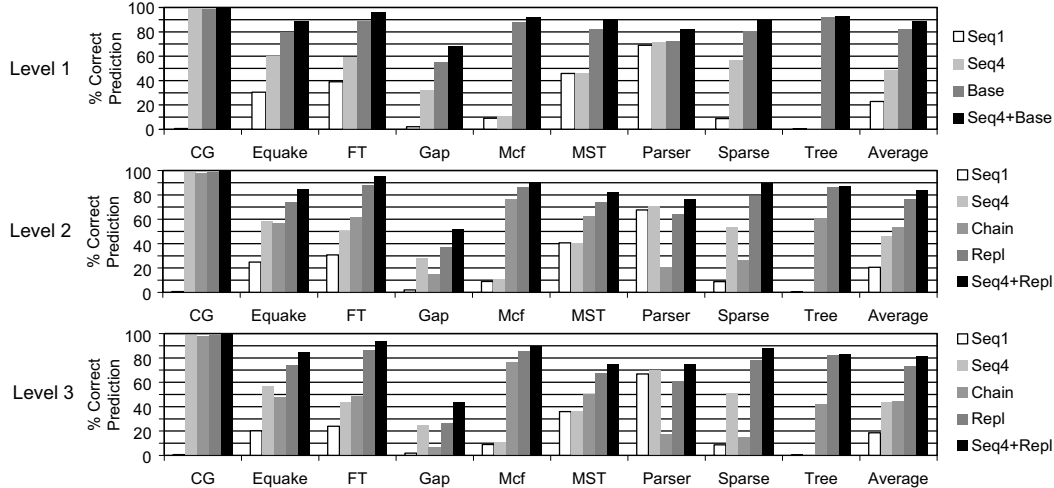 Level 1
% Correct
Prediction
100
80
60
40
20
0
CG Equake FT Gap Mcf MST Parser Sparse Tree Average
Seq1
Seq4
Base
Seq4+Base
Level 2
% Correct
Prediction
100
80
60
40
20
0
CG Equake FT Gap Mcf MST Parser Sparse Tree Average
Seq1
Seq4
Chain
Repl
Seq4+Repl
Level 3
% Correct
Prediction
100
80
60
40
20
0
CG Equake FT Gap Mcf MST Parser Sparse Tree Average
Seq1
Seq4
Chain
Repl
Seq4+Repl